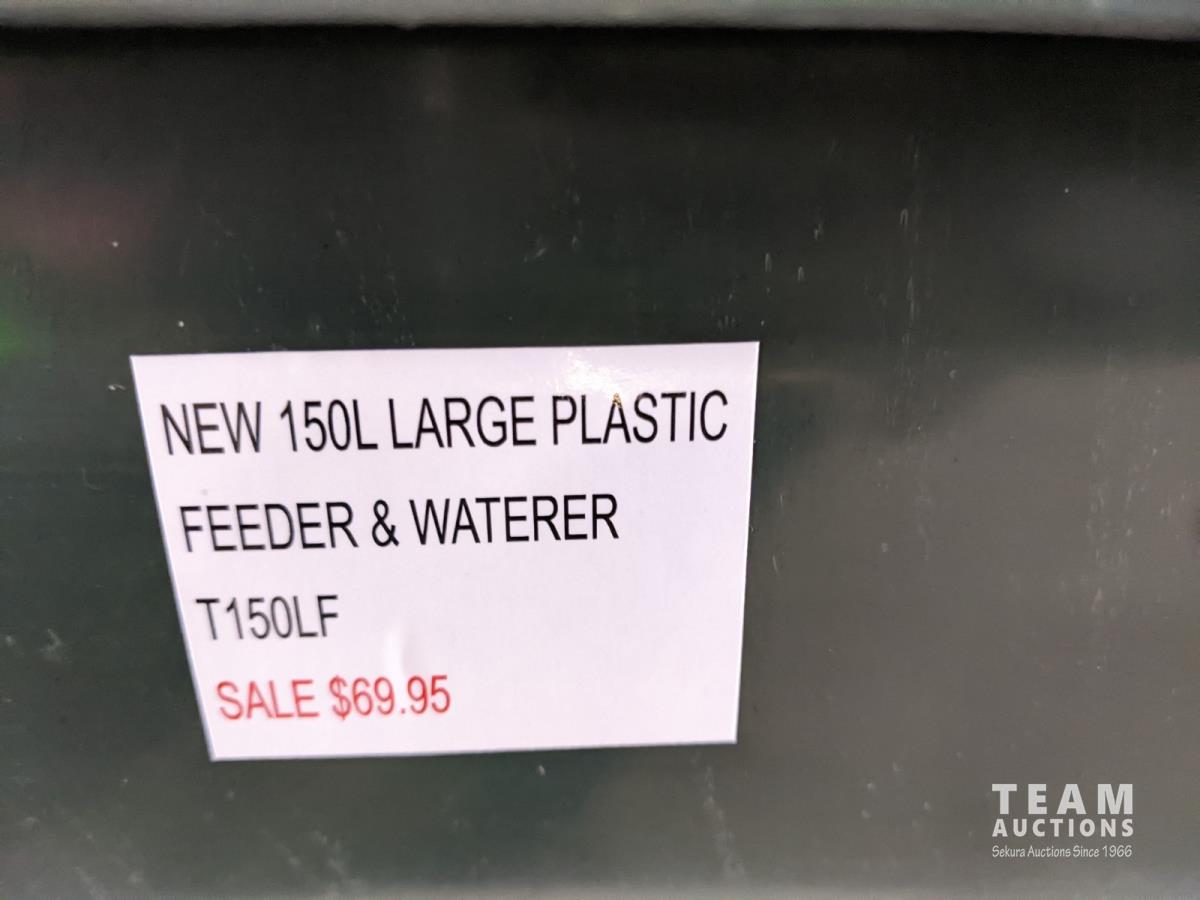 NEW 150L LARGE PLASTIC
FEEDER & WATERER
T150LF
SALE $69.95
TEAM
AUCTIONS
Sekura Auctions Since 1966